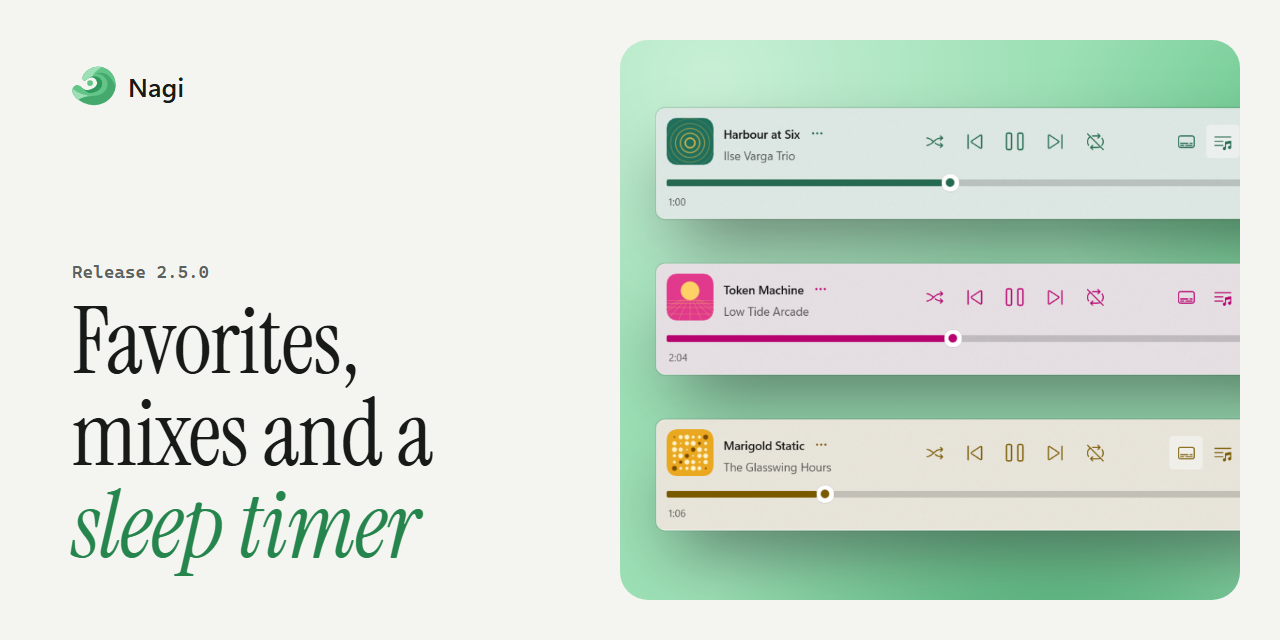 Nagi
Release 2.5.0
Favorites,
mixes and a
sleep timer
Harbour at Six
Ilse Varga Trio
1:00
Token Machine
Low Tide Arcade
2:04
Marigold Static
The Glasswing Hours
1:06